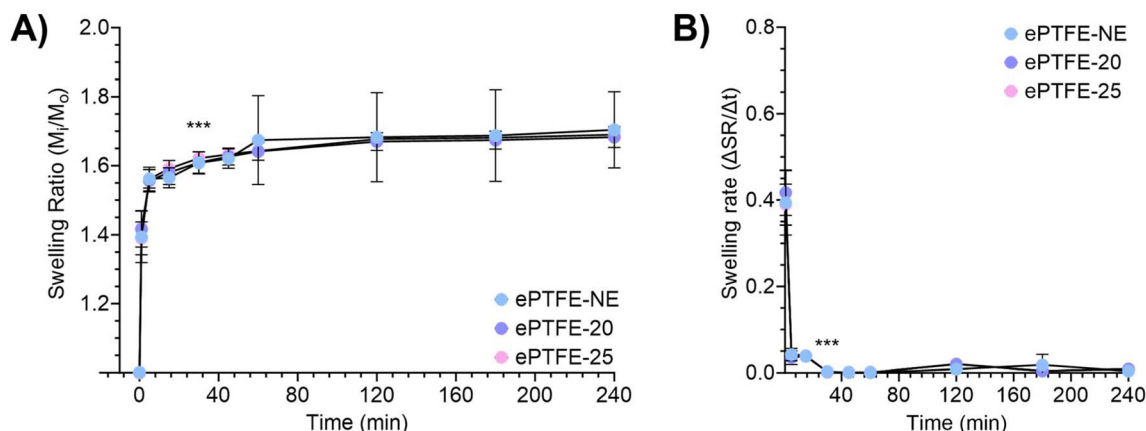 A)
2.0
1.8
1.6
1.4
1.2
Swelling Ratio (Mᵢ/Mₒ)
***
ePTFE-NE
ePTFE-20
ePTFE-25
0 40 80 120 160 200 240
Time (min)
B)
0.8
0.6
0.4
0.2
0.0
Swelling rate (ΔSR/Δt)
ePTFE-NE
ePTFE-20
ePTFE-25
***
40 80 120 160 200 240
Time (min)